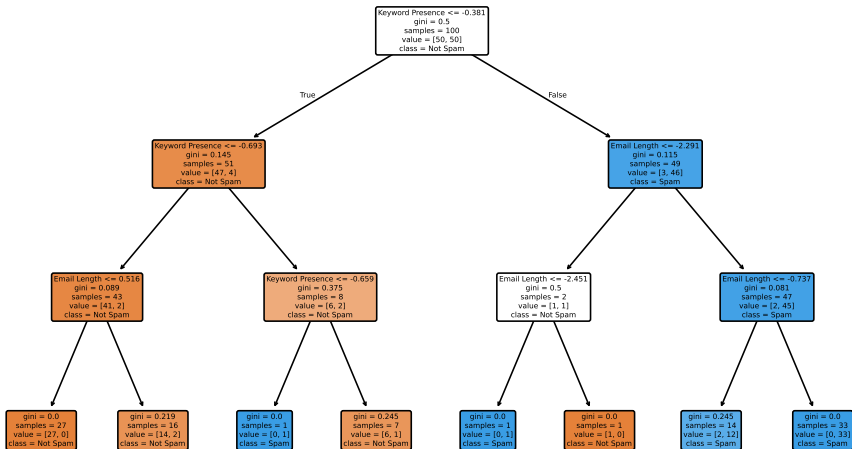 Keyword Presence <= -0.381
gini = 0.5
samples = 100
value = [50, 50]
class = Not Spam
True
False
Keyword Presence <= -0.693
gini = 0.145
samples = 51
value = [47, 4]
class = Not Spam
Email Length <= -2.291
gini = 0.115
samples = 49
value = [3, 46]
class = Spam
Email Length <= 0.516
gini = 0.089
samples = 43
value = [41, 2]
class = Not Spam
Keyword Presence <= -0.659
gini = 0.375
samples = 8
value = [6, 2]
class = Not Spam
Email Length <= -2.451
gini = 0.5
samples = 2
value = [1, 1]
class = Not Spam
Email Length <= -0.737
gini = 0.081
samples = 47
value = [2, 45]
class = Spam
gini = 0.0
samples = 27
value = [27, 0]
class = Not Spam
gini = 0.219
samples = 16
value = [14, 2]
class = Not Spam
gini = 0.0
samples = 1
value = [0, 1]
class = Spam
gini = 0.245
samples = 7
value = [6, 1]
class = Not Spam
gini = 0.0
samples = 1
value = [0, 1]
class = Spam
gini = 0.0
samples = 1
value = [1, 0]
class = Not Spam
gini = 0.245
samples = 14
value = [2, 12]
class = Spam
gini = 0.0
samples = 33
value = [0, 33]
class = Spam